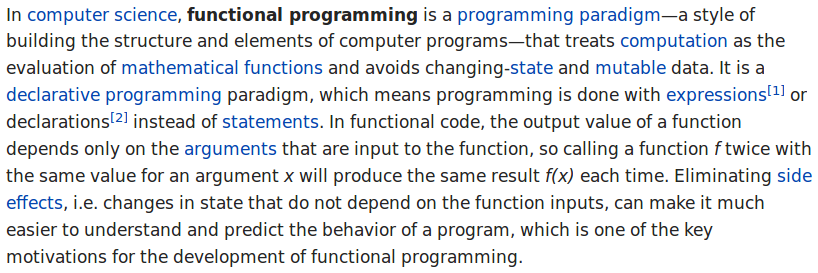 In computer science, functional programming is a programming paradigm—a style of
building the structure and elements of computer programs—that treats computation as the
evaluation of mathematical functions and avoids changing-state and mutable data. It is a
declarative programming paradigm, which means programming is done with expressions[1] or
declarations[2] instead of statements. In functional code, the output value of a function
depends only on the arguments that are input to the function, so calling a function f twice with
the same value for an argument x will produce the same result f(x) each time. Eliminating side
effects, i.e. changes in state that do not depend on the function inputs, can make it much
easier to understand and predict the behavior of a program, which is one of the key
motivations for the development of functional programming.